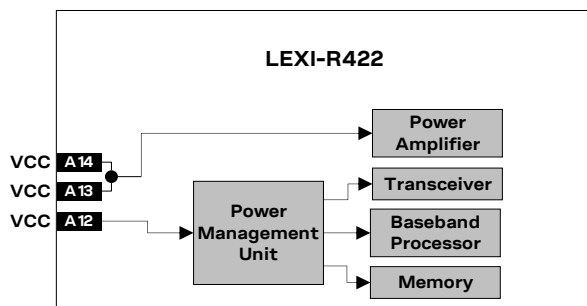 LEXI-R422
Power
Amplifier
VCC A14
VCC A13
VCC A12
Transceiver
Power
Management
Unit
Baseband
Processor
Memory